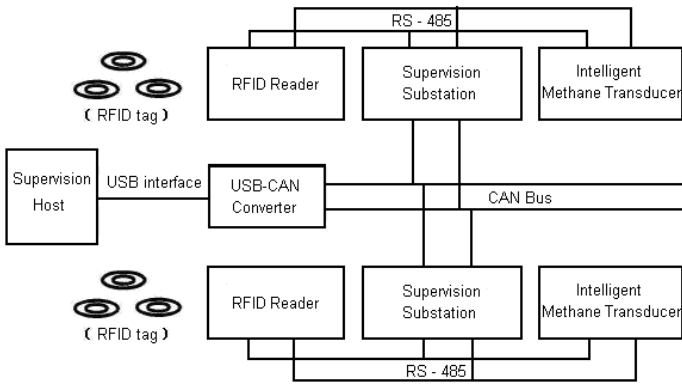 RS - 485
RFID Reader
Supervision
Substation
Intelligent
Methane Transducer
( RFID tag )
Supervision
Host
USB interface
USB-CAN
Converter
CAN Bus
RFID Reader
Supervision
Substation
Intelligent
Methane Transducer
( RFID tag )
RS - 485